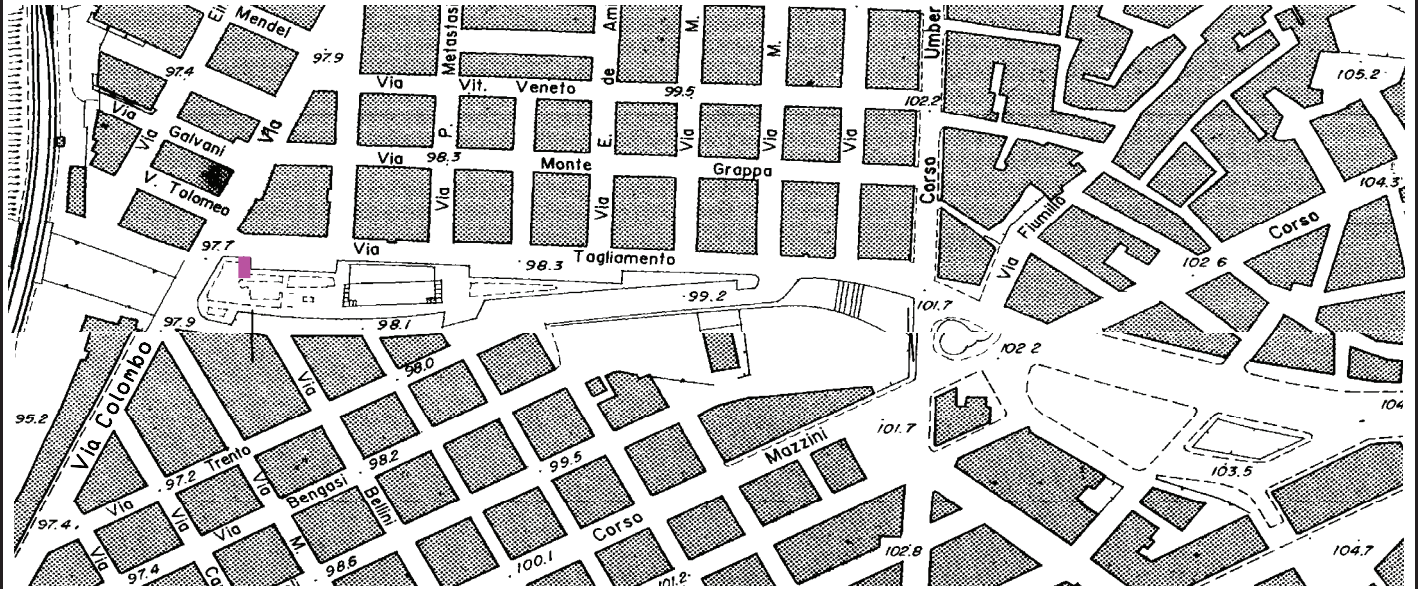 Mendel
97.9
97.4
Metastas
Via
Vit.
Veneto
de
M.
M.
Umber
105.2
99.5
102.2
Via
Via
Galvani
Via
V. Tolomeo
Via
98.3
P.
Via
Monte
E.
Via
Via
Via
Via
Grappa
Corso
104.3
Via
Fiumito
Corso
97.7
Via
98.3
Tagliamento
102 6
99.2
101.7
97.9
98.1
102 2
98.0
Via Colombo
Via
95.2
104
101.7
Mazzini
98.2
99.5
103.5
Via
97.2
Trento
Via
Bengasi
Belini
97.4
Via
Via
Via
M.
Corso
97.4
Ca
98.6
100.1
101.2
102.8
104.7